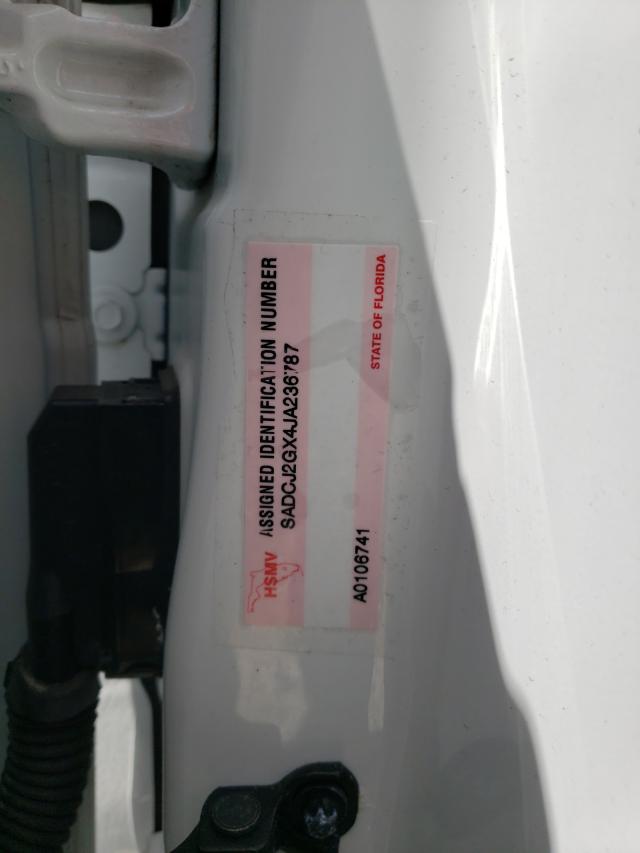 ASSIGNED IDENTIFICATION NUMBER
SADCJ2GX4JA236787
HSMV
A0106741
STATE OF FLORIDA